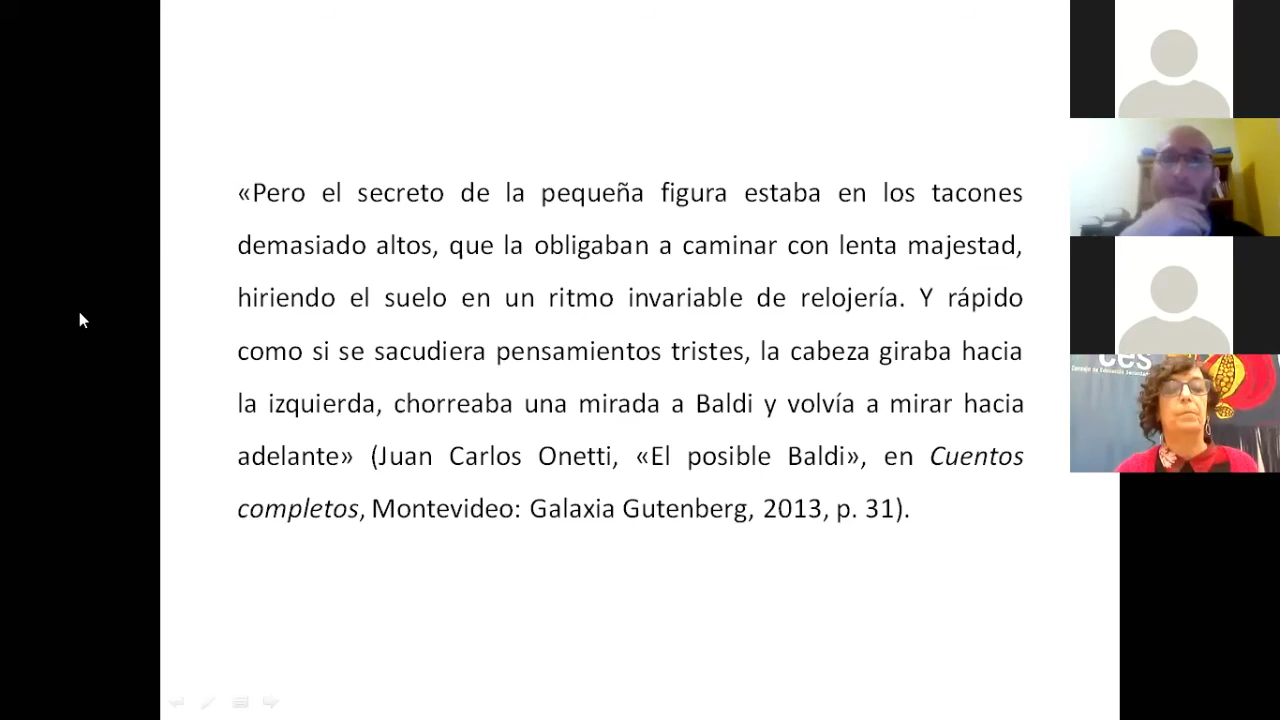 «Pero el secreto de la pequeña figura estaba en los tacones
demasiado altos, que la obligaban a caminar con lenta majestad,
hiriendo el suelo en un ritmo invariable de relojería. Y rápido
como si se sacudiera pensamientos tristes, la cabeza giraba hacia
la izquierda, chorreaba una mirada a Baldi y volvía a mirar hacia
adelante» (Juan Carlos Onetti, «El posible Baldi», en Cuentos
completos, Montevideo: Galaxia Gutenberg, 2013, p. 31).
ces
Consejo de Educación